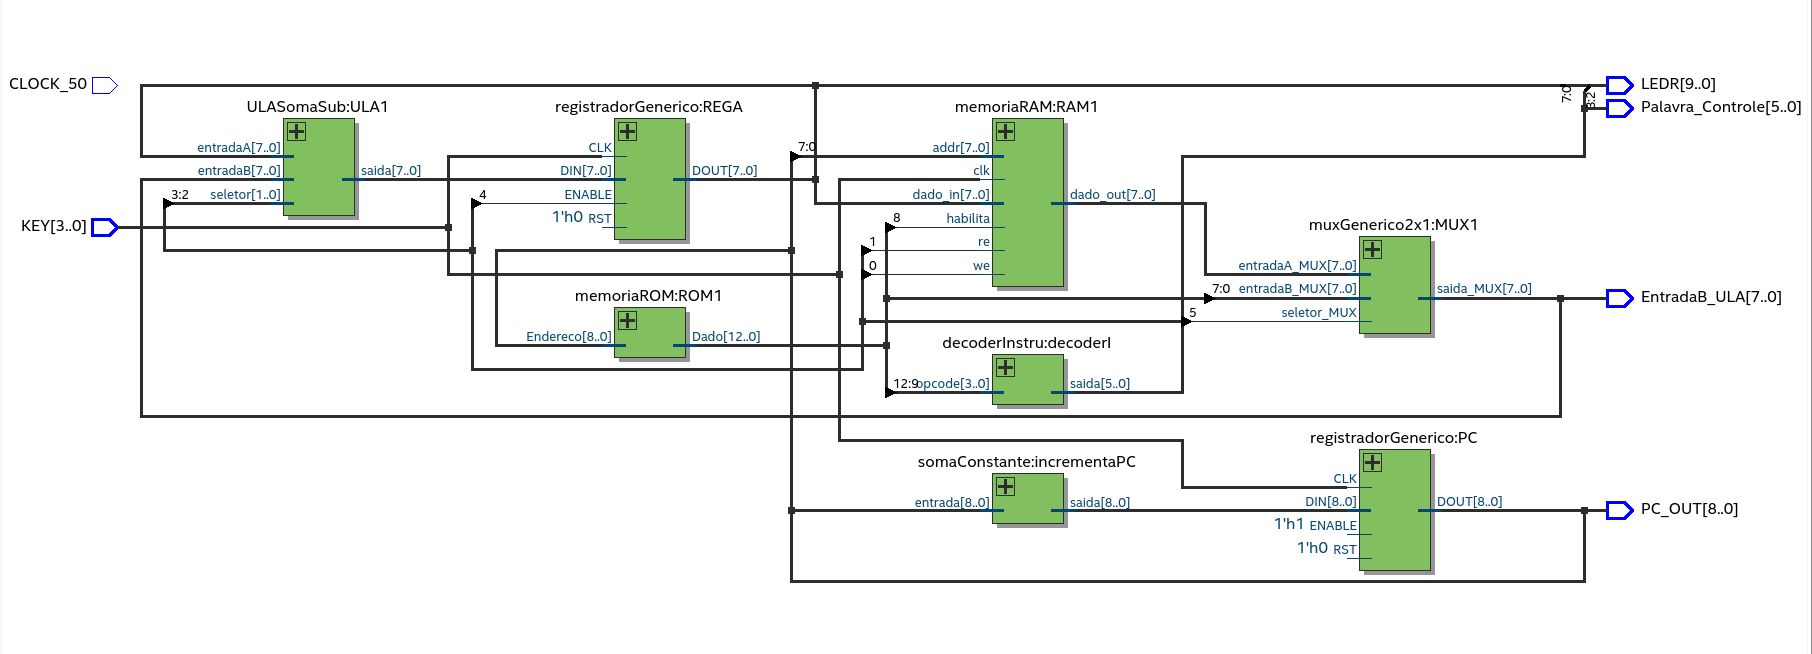 CLOCK_50
KEY[3..0]
ULASomaSub:ULA1
entradaA[7..0]
entradaB[7..0]
saida[7..0]
3:2
seletor[1..0]
registradorGenerico:REGA
CLK
DIN[7..0]
DOUT[7..0]
4
ENABLE
1'h0 RST
memoriaROM:ROM1
Endereco[8..0]
Dado[12..0]
memoriaRAM:RAM1
7:0
addr[7..0]
clk
dado_in[7..0]
dado_out[7..0]
8
habilita
1
re
0
we
decoderInstru:decoderI
12:9
opcode[3..0]
saida[5..0]
somaConstante:incrementaPC
entrada[8..0]
saida[8..0]
muxGenerico2x1:MUX1
entradaA_MUX[7..0]
7:0
entradaB_MUX[7..0]
saida_MUX[7..0]
5
seletor_MUX
registradorGenerico:PC
CLK
DIN[8..0]
DOUT[8..0]
1'h1 ENABLE
1'h0 RST
7:0
LEDR[9..0]
Palavra_Controle[5..0]
EntradaB_ULA[7..0]
PC_OUT[8..0]